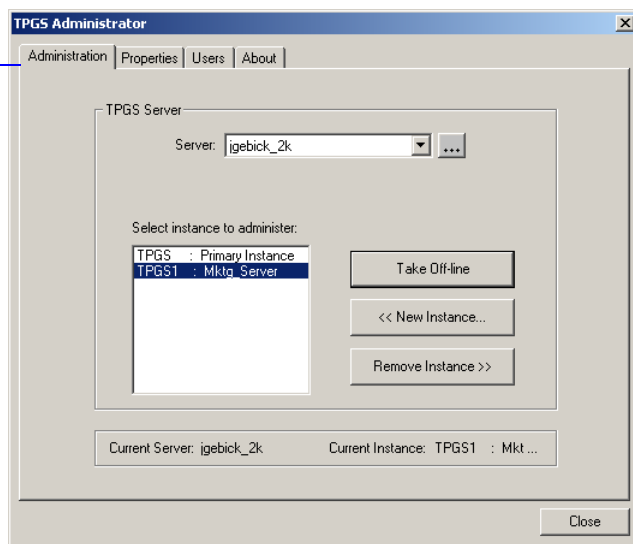 TPGS Administrator
Administration Properties Users About
TPGS Server
Server: jgebick_2k ...
Select instance to administer:
TPGS : Primary Instance
TPGS1 : Mktg_Server
Take Off-line
<< New Instance...
Remove Instance >>
Current Server: jgebick_2k Current Instance: TPGS1 : Mkt ...
Close